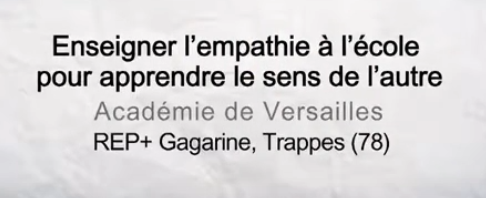 Enseigner l’empathie à l’école
pour apprendre le sens de l’autre
Académie de Versailles
REP+ Gagarine, Trappes (78)